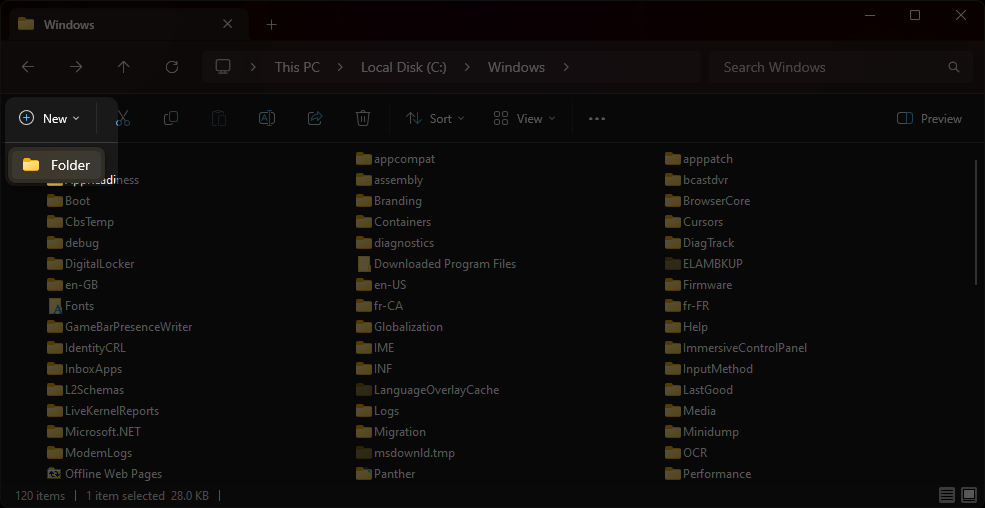 Windows
This PC > Local Disk (C:) > Windows >
Search Windows
New
Sort
View
Preview
Folder
appcompat
apppatch
AppReadiness
assembly
bcastdvr
Boot
Branding
BrowserCore
CbsTemp
Containers
Cursors
debug
diagnostics
DiagTrack
DigitalLocker
Downloaded Program Files
ELAMBKUP
en-GB
en-US
Firmware
Fonts
fr-CA
fr-FR
GameBarPresenceWriter
Globalization
Help
IdentityCRL
IME
ImmersiveControlPanel
InboxApps
INF
InputMethod
L2Schemas
LanguageOverlayCache
LastGood
LiveKernelReports
Logs
Media
Microsoft.NET
Migration
Minidump
ModemLogs
msdownld.tmp
OCR
Offline Web Pages
Panther
Performance
120 items | 1 item selected 28.0 KB |